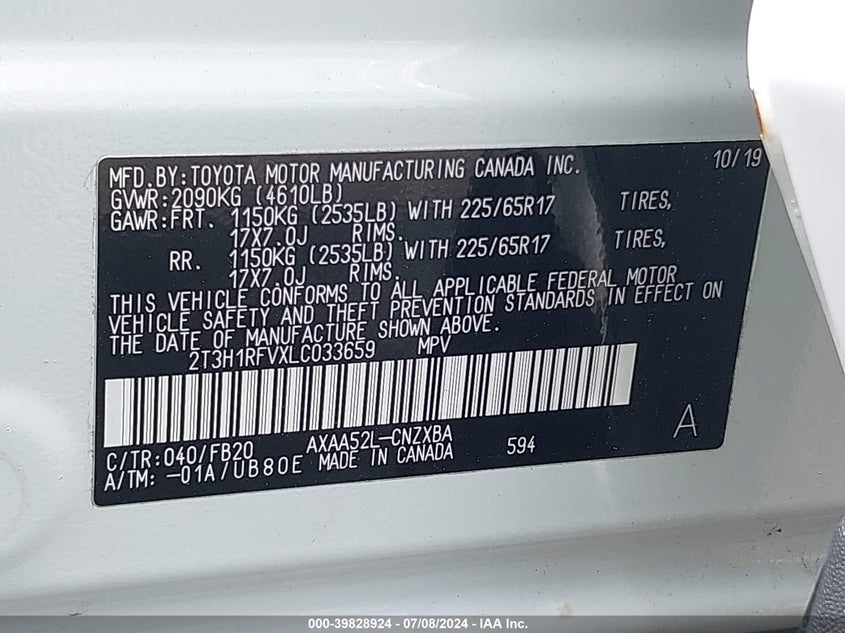 MFD.BY:TOYOTA MOTOR MANUFACTURING CANADA INC. 10/19
GVWR:2090KG (4610LB)
GAWR:FRT. 1150KG (2535LB) WITH 225/65R17 TIRES,
17X7.0J RIMS.
RR. 1150KG (2535LB) WITH 225/65R17 TIRES,
17X7.0J RIMS.
THIS VEHICLE CONFORMS TO ALL APPLICABLE FEDERAL MOTOR
VEHICLE SAFETY AND THEFT PREVENTION STANDARDS IN EFFECT ON
THE DATE OF MANUFACTURE SHOWN ABOVE.
2T3H1RFVXLC033659 MPV
C/TR:040/FB20 AXAA52L-CNZXBA 594 A
A/TM: -01A/UB80E MADE IN CANADA
000-39828924 / 07/08/2024 - IAA Inc.